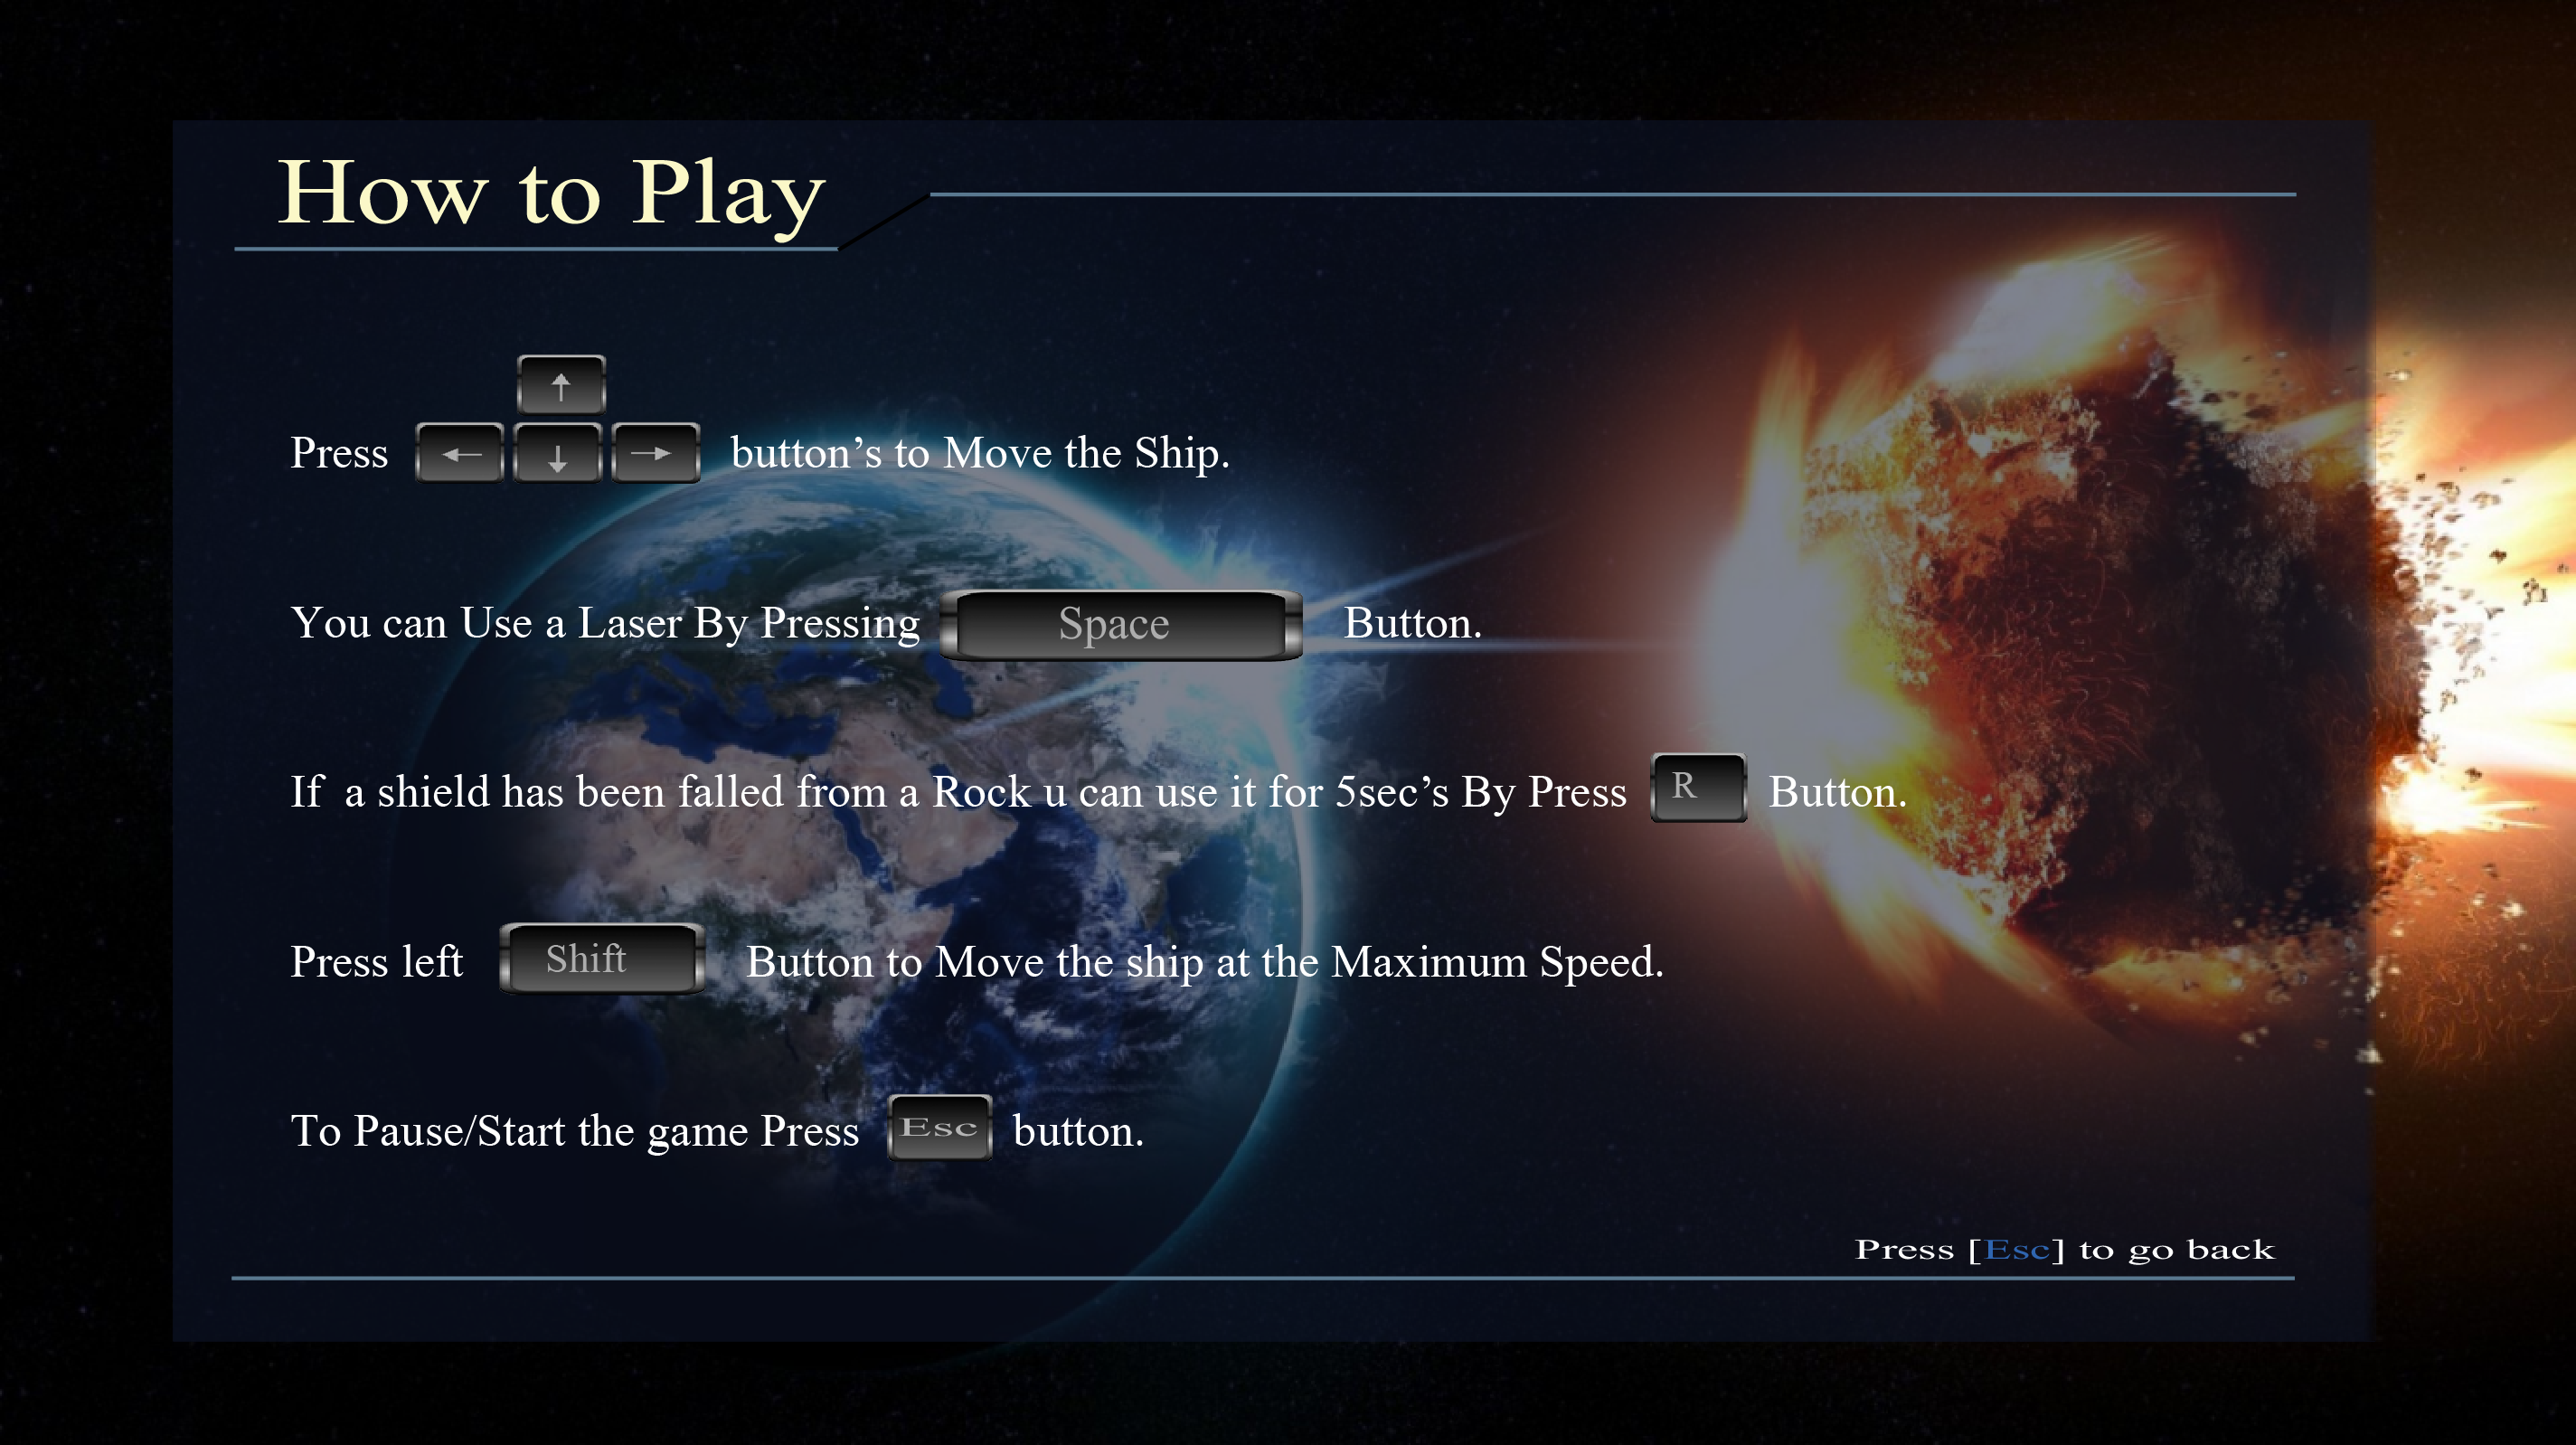 How to Play
↑
Press ← ↓ → button’s to Move the Ship.
You can Use a Laser By Pressing Space Button.
If a shield has been falled from a Rock u can use it for 5sec’s By Press R Button.
Press left Shift Button to Move the ship at the Maximum Speed.
To Pause/Start the game Press Esc button.
Press [Esc] to go back